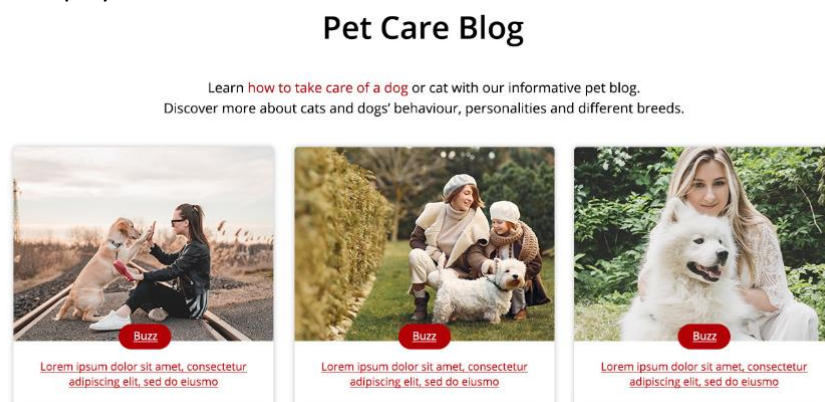 Pet Care Blog
Learn how to take care of a dog or cat with our informative pet blog.
Discover more about cats and dogs' behaviour, personalities and different breeds.
Buzz
Lorem ipsum dolor sit amet, consectetur
adipiscing elit, sed do eiusmo
Buzz
Lorem ipsum dolor sit amet, consectetur
adipiscing elit, sed do eiusmo
Buzz
Lorem ipsum dolor sit amet, consectetur
adipiscing elit, sed do eiusmo